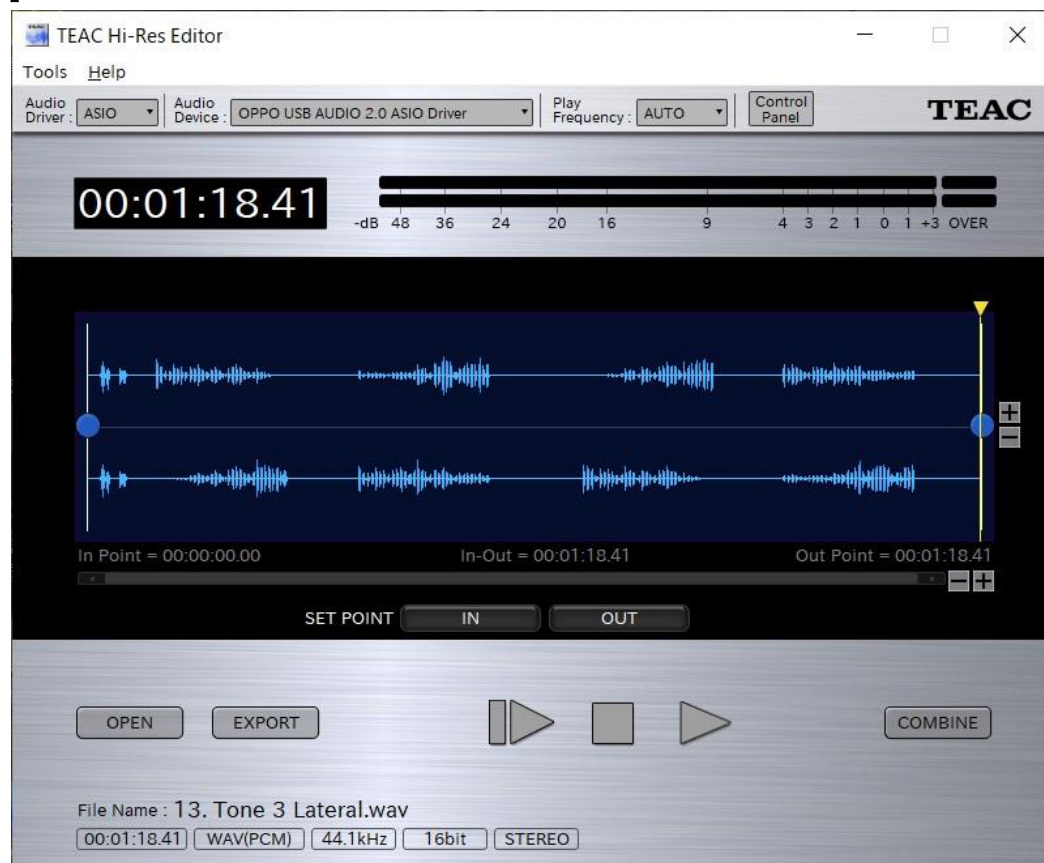 TEAC Hi-Res Editor
Tools Help
Audio Driver : ASIO Audio Device : OPPO USB AUDIO 2.0 ASIO Driver Play Frequency : AUTO Control Panel TEAC
00:01:18.41
-dB 48 36 24 20 16 9 4 3 2 1 0 1 +3 OVER
In Point = 00:00:00.00 In-Out = 00:01:18.41 Out Point = 00:01:18.41
SET POINT IN OUT
OPEN EXPORT COMBINE
File Name : 13. Tone 3 Lateral.wav
00:01:18.41 WAV(PCM) 44.1kHz 16bit STEREO